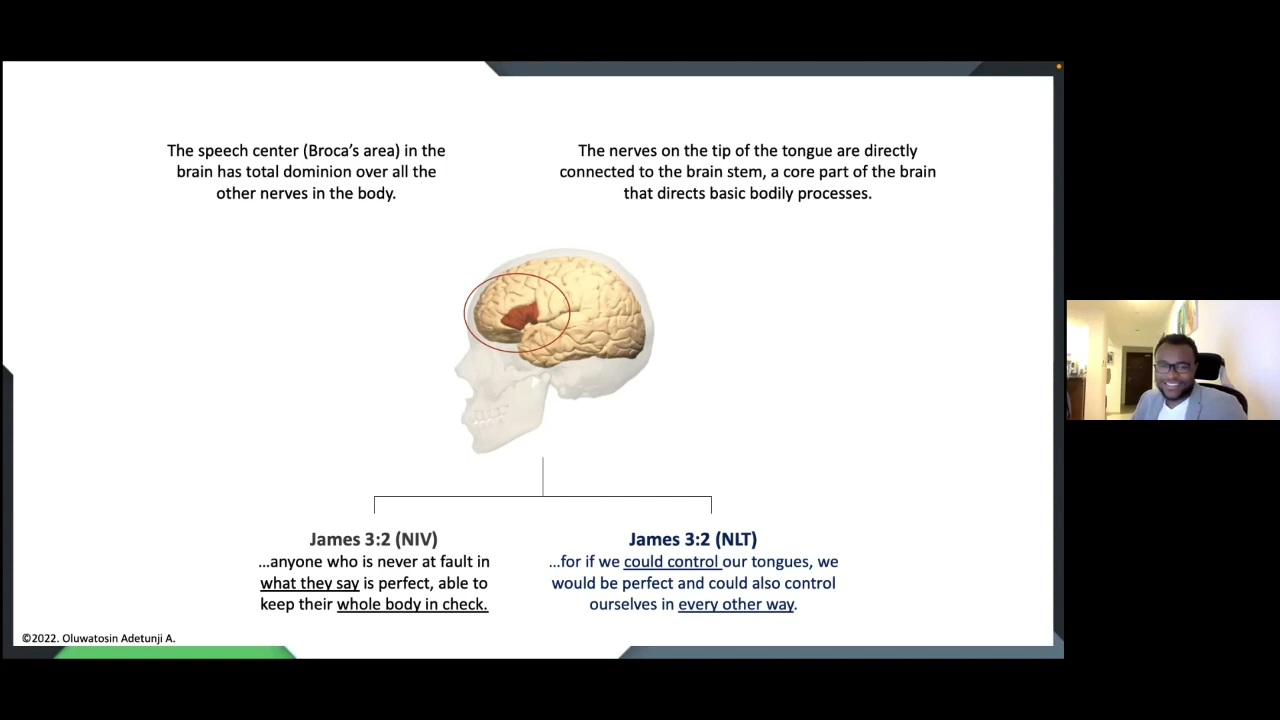 The speech center (Broca’s area) in the
brain has total dominion over all the
other nerves in the body.
The nerves on the tip of the tongue are directly
connected to the brain stem, a core part of the brain
that directs basic bodily processes.
James 3:2 (NIV)
...anyone who is never at fault in
what they say is perfect, able to
keep their whole body in check.
James 3:2 (NLT)
...for if we could control our tongues, we
would be perfect and could also control
ourselves in every other way.
©2022. Oluwatosin Adetunji A.